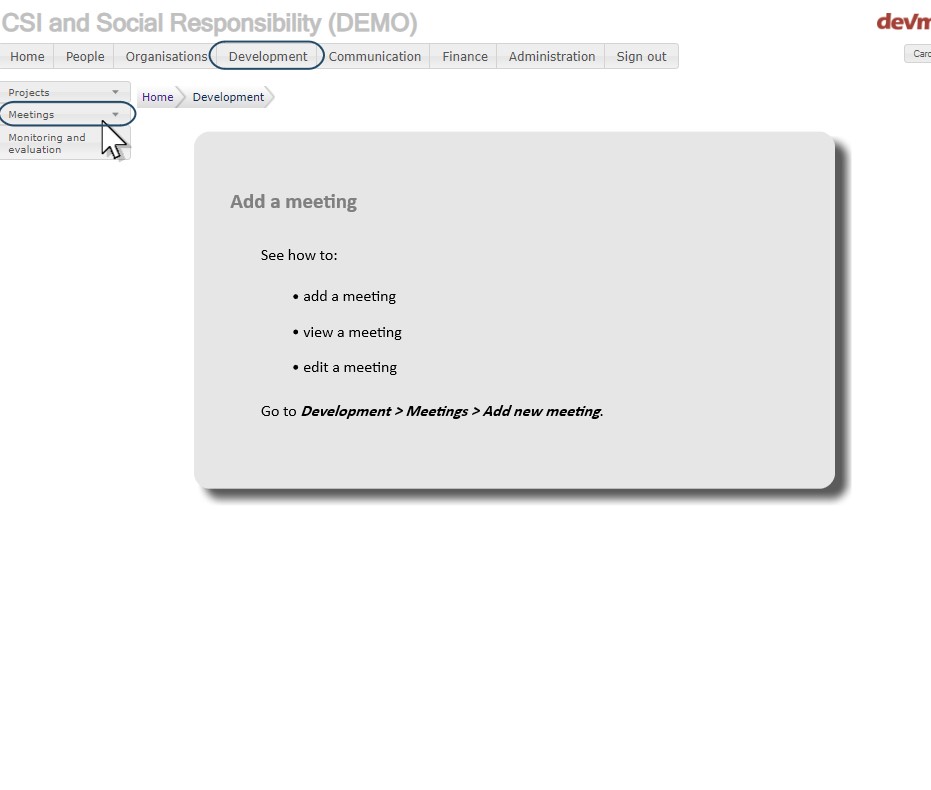 CSI and Social Responsibility (DEMO)
Home People Organisations Development Communication Finance Administration Sign out
Projects
Meetings
Monitoring and
evaluation
Home Development
Add a meeting
See how to:
• add a meeting
• view a meeting
• edit a meeting
Go to Development > Meetings > Add new meeting.